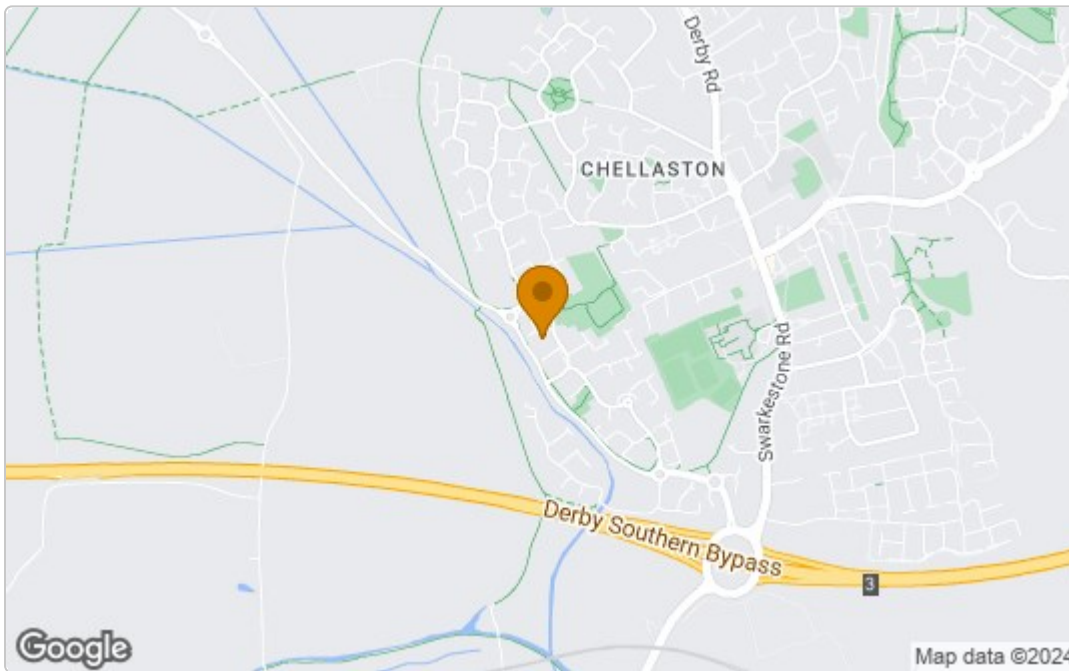 Derby Rd
CHELLASTON
Swarkestone Rd
Derby Southern Bypass
3
Google
Map data ©2024